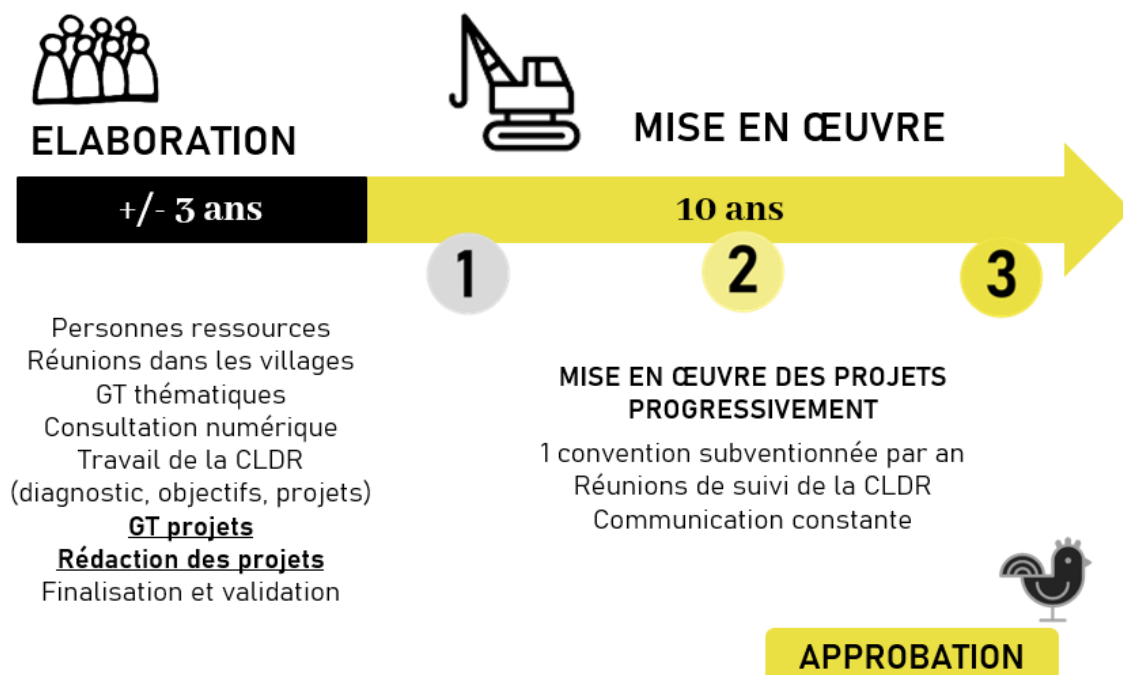 ELABORATION
MISE EN ŒUVRE
+/- 3 ans
10 ans
1
2
3
Personnes ressources
Réunions dans les villages
GT thématiques
Consultation numérique
Travail de la CLDR
(diagnostic, objectifs, projets)
GT projets
Rédaction des projets
Finalisation et validation
MISE EN ŒUVRE DES PROJETS
PROGRESSIVEMENT
1 convention subventionnée par an
Réunions de suivi de la CLDR
Communication constante
APPROBATION